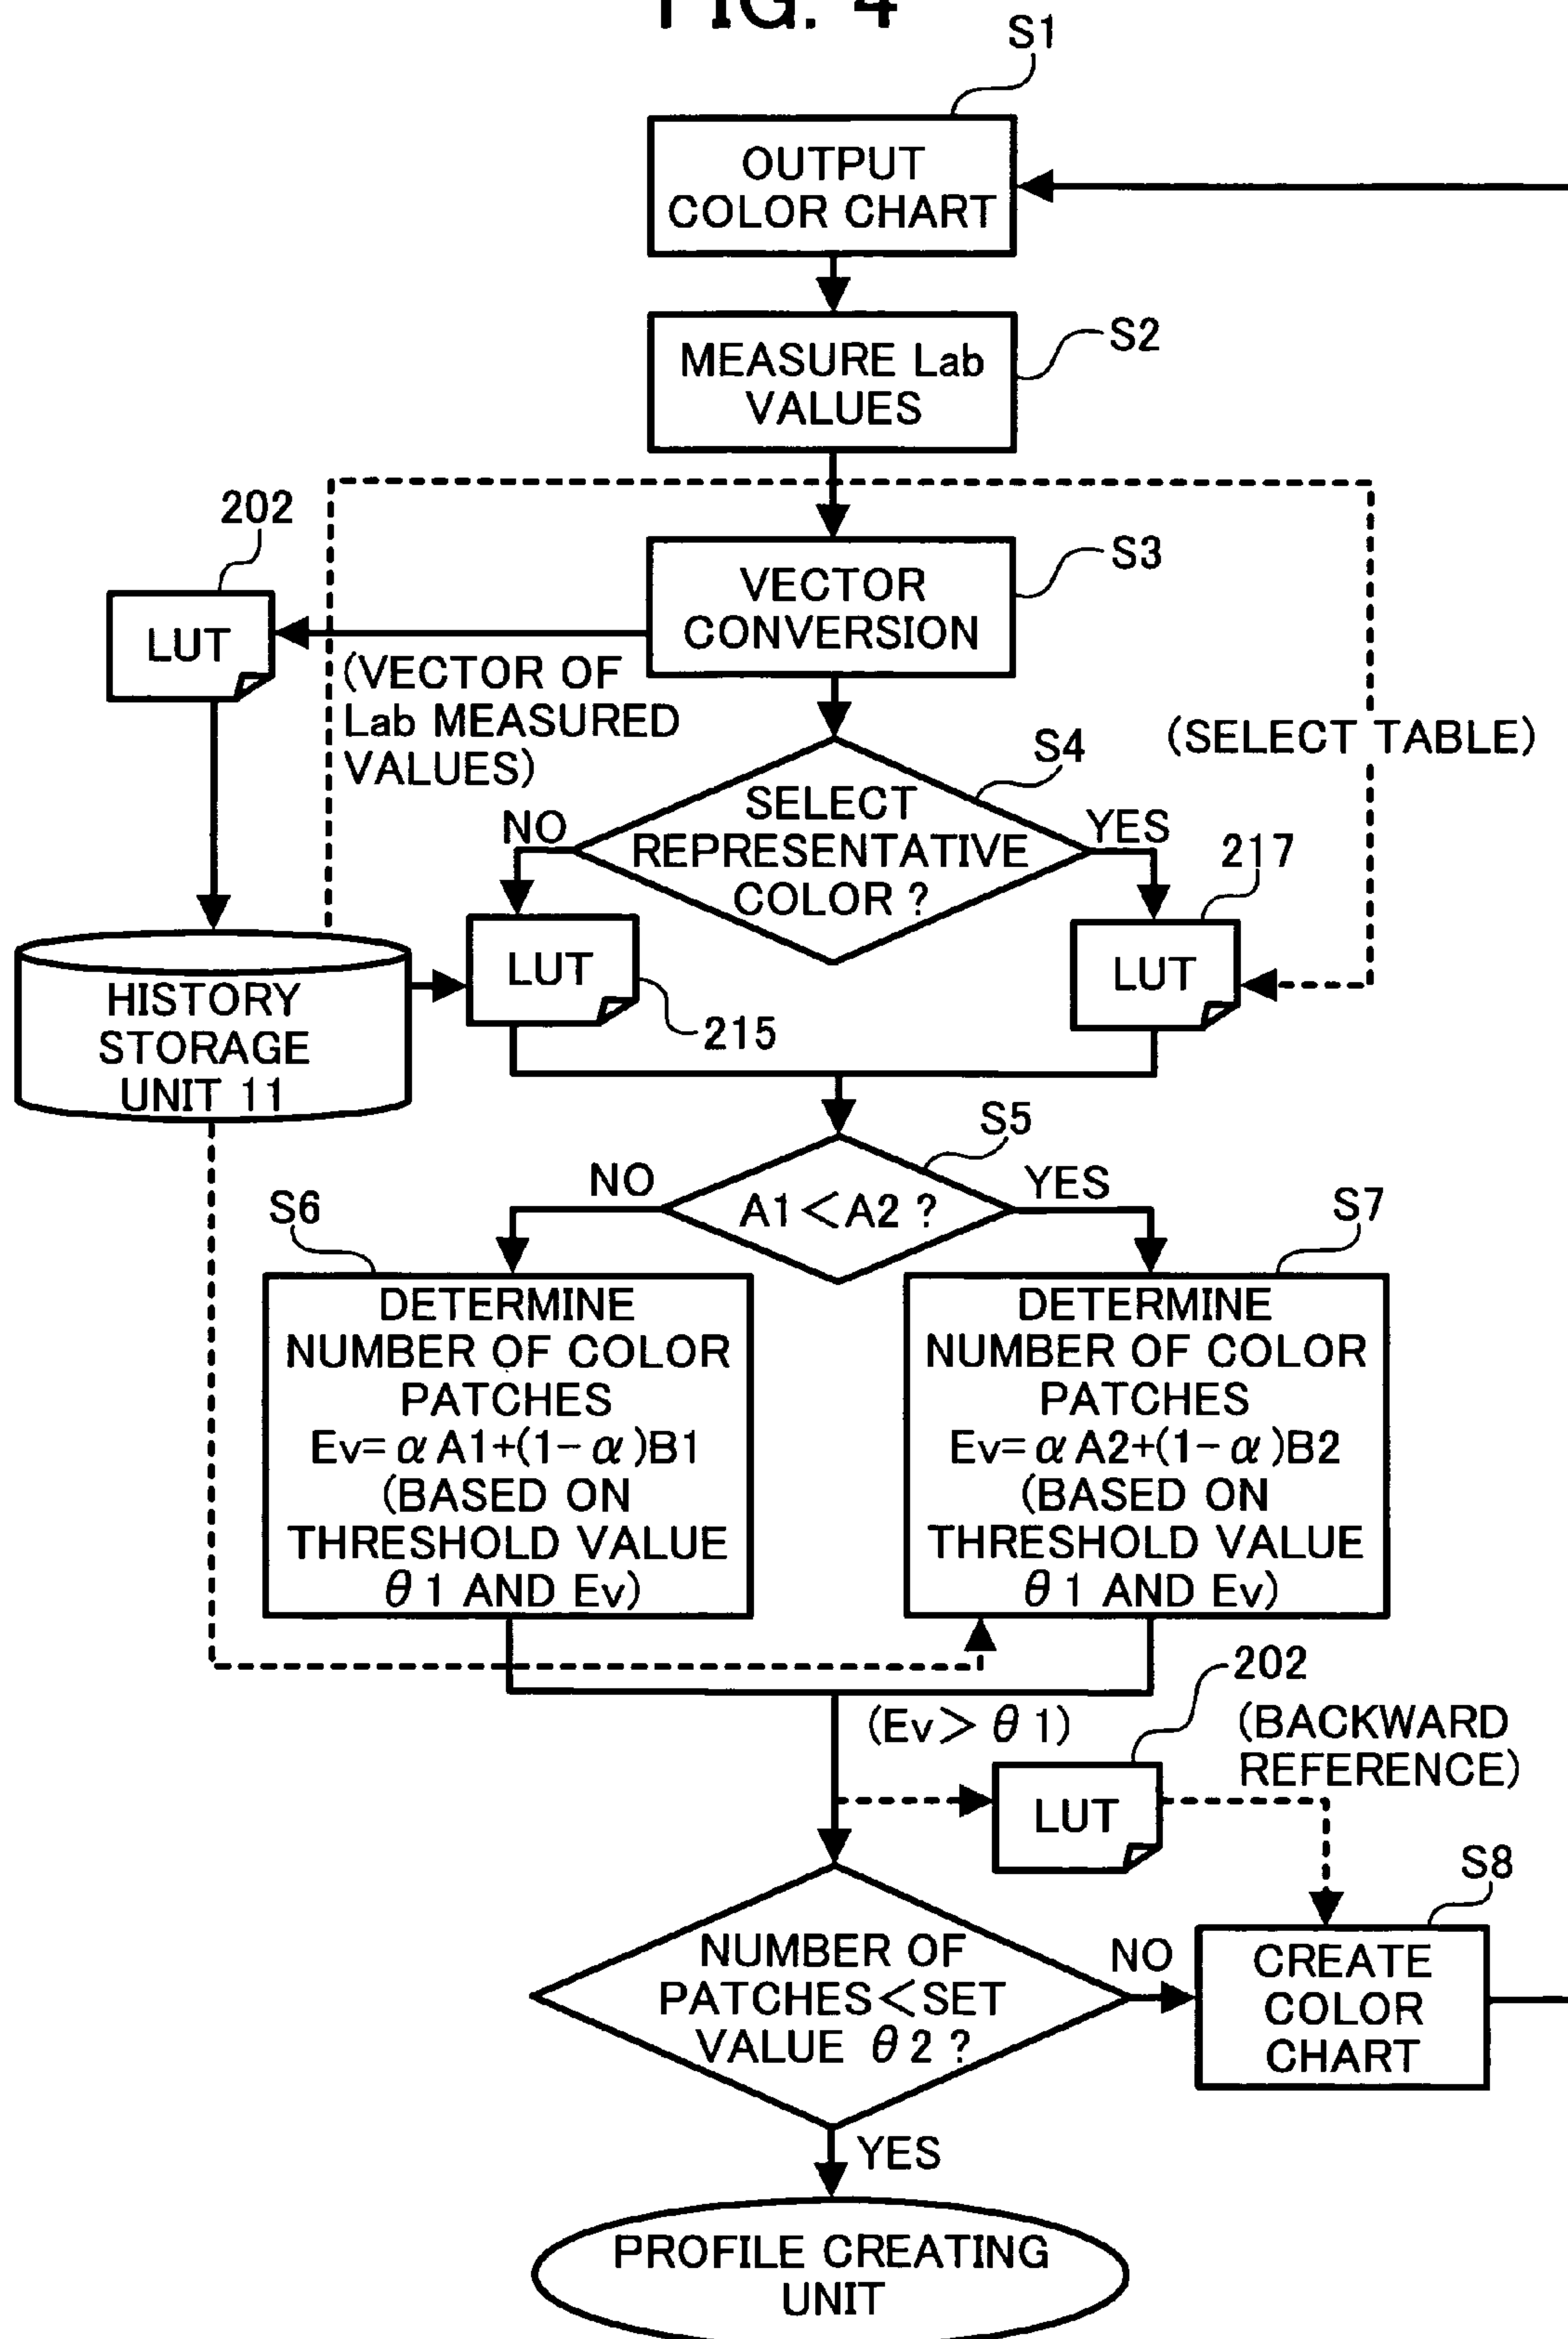 FIG. 4
S1
OUTPUT
COLOR CHART
S2
MEASURE Lab
VALUES
202
S3
LUT
VECTOR
CONVERSION
(VECTOR OF
Lab MEASURED
VALUES)
(SELECT TABLE)
S4
NO
SELECT
REPRESENTATIVE
COLOR ?
YES
217
HISTORY
STORAGE
UNIT 11
LUT
215
LUT
S5
NO
A1<A2 ?
YES
S6
S7
DETERMINE
NUMBER OF COLOR
PATCHES
Ev=αA1+(1-α)B1
(BASED ON
THRESHOLD VALUE
θ1 AND Ev)
DETERMINE
NUMBER OF COLOR
PATCHES
Ev=αA2+(1-α)B2
(BASED ON
THRESHOLD VALUE
θ1 AND Ev)
202
(Ev> θ1)
(BACKWARD
REFERENCE)
LUT
S8
NUMBER OF
PATCHES<SET
VALUE θ2 ?
NO
CREATE
COLOR
CHART
YES
PROFILE CREATING
UNIT